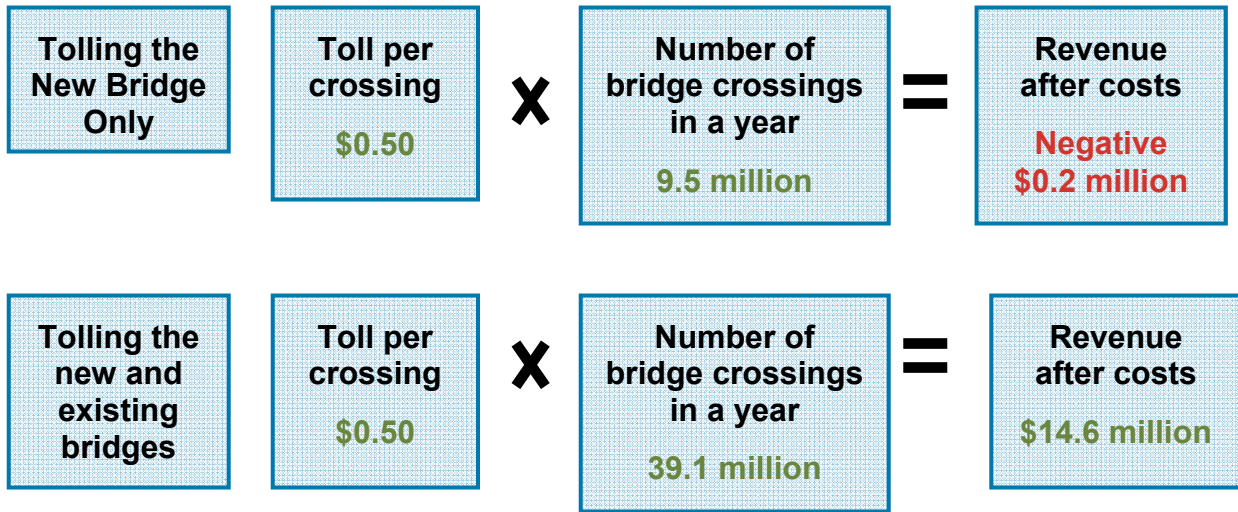 Tolling the
New Bridge
Only
Toll per
crossing
$0.50
x
Number of
bridge crossings
in a year
9.5 million
=
Revenue
after costs
Negative
$0.2 million
Tolling the
new and
existing
bridges
Toll per
crossing
$0.50
x
Number of
bridge crossings
in a year
39.1 million
=
Revenue
after costs
$14.6 million